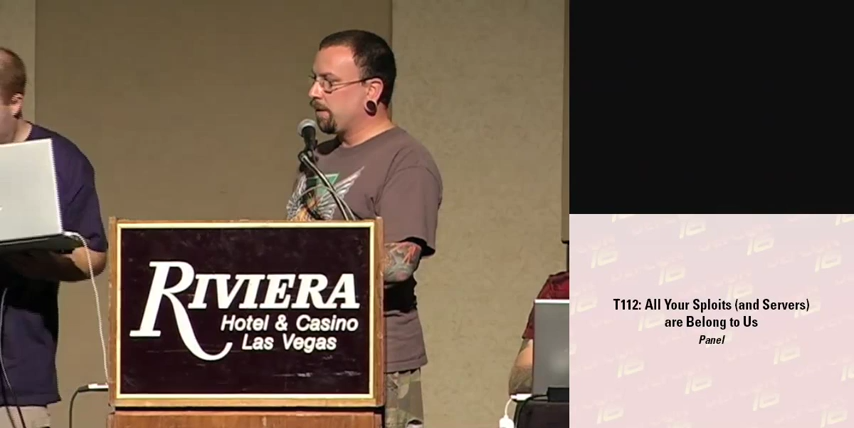 RIVIERA
Hotel & Casino
Las Vegas
T112: All Your Sploits (and Servers)
are Belong to Us
Panel